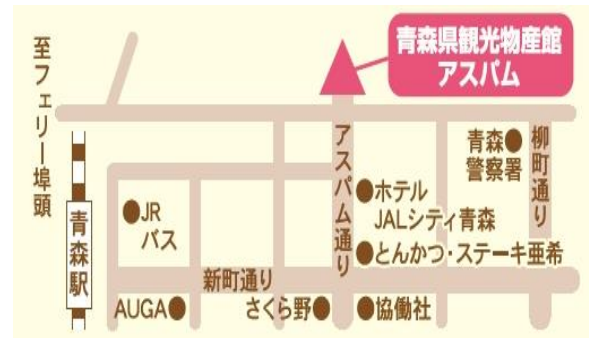 青森県観光物産館
アスパム
至フェリー埠頭
アスパム通り
青森
警察署
柳町通り
ホテル
JALシティ青森
JR
バス
青森駅
とんかつ・ステーキ亜希
新町通り
AUGA
さくら野
協働社